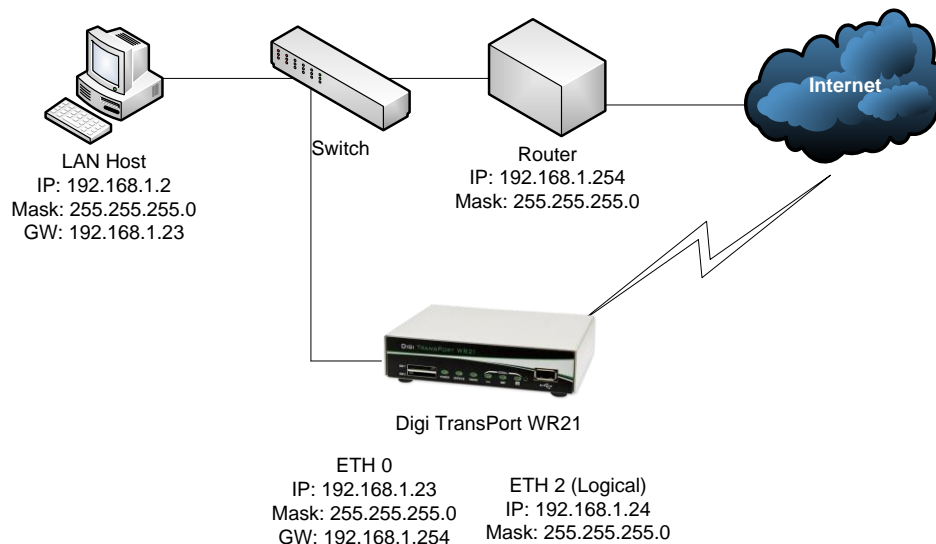 Internet
Switch
LAN Host
IP: 192.168.1.2
Mask: 255.255.255.0
GW: 192.168.1.23
Router
IP: 192.168.1.254
Mask: 255.255.255.0
DIGI TRANSPORT WR21
Digi TransPort WR21
ETH 0
IP: 192.168.1.23
Mask: 255.255.255.0
GW: 192.168.1.254
ETH 2 (Logical)
IP: 192.168.1.24
Mask: 255.255.255.0